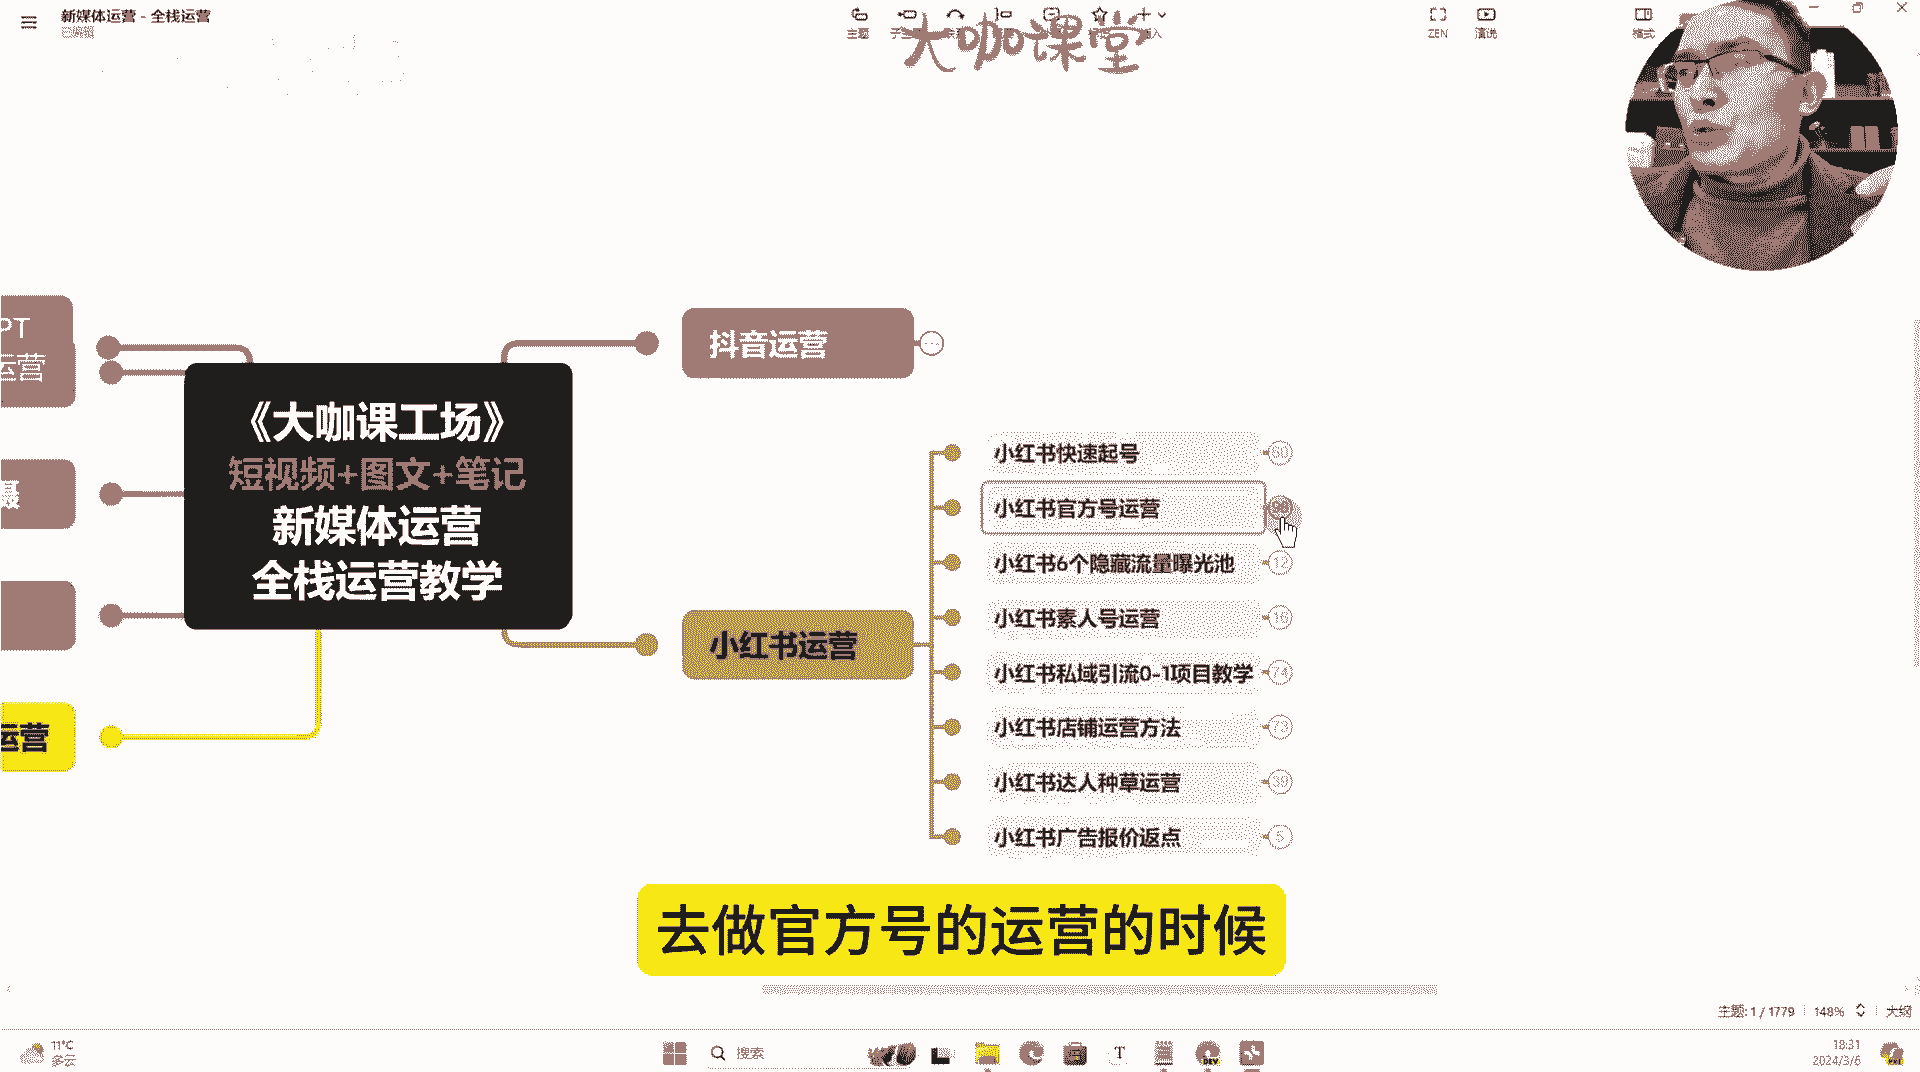 新媒体运营 - 全栈运营
已编辑
主题
ZEN
演说
格式
大咖课堂
PT
运营
抖音运营
《大咖课工场》
短视频+图文+笔记
新媒体运营
全栈运营教学
小红书快速起号
60
小红书官方号运营
98
小红书6个隐藏流量曝光池
12
小红书素人号运营
16
小红书运营
小红书私域引流0-1项目教学
74
小红书店铺运营方法
73
运营
小红书达人种草运营
39
小红书广告报价返点
5
去做官方号的运营的时候
主题: 1 / 1779
148%
大纲
11°C
多云
搜索
18:31
2024/3/6